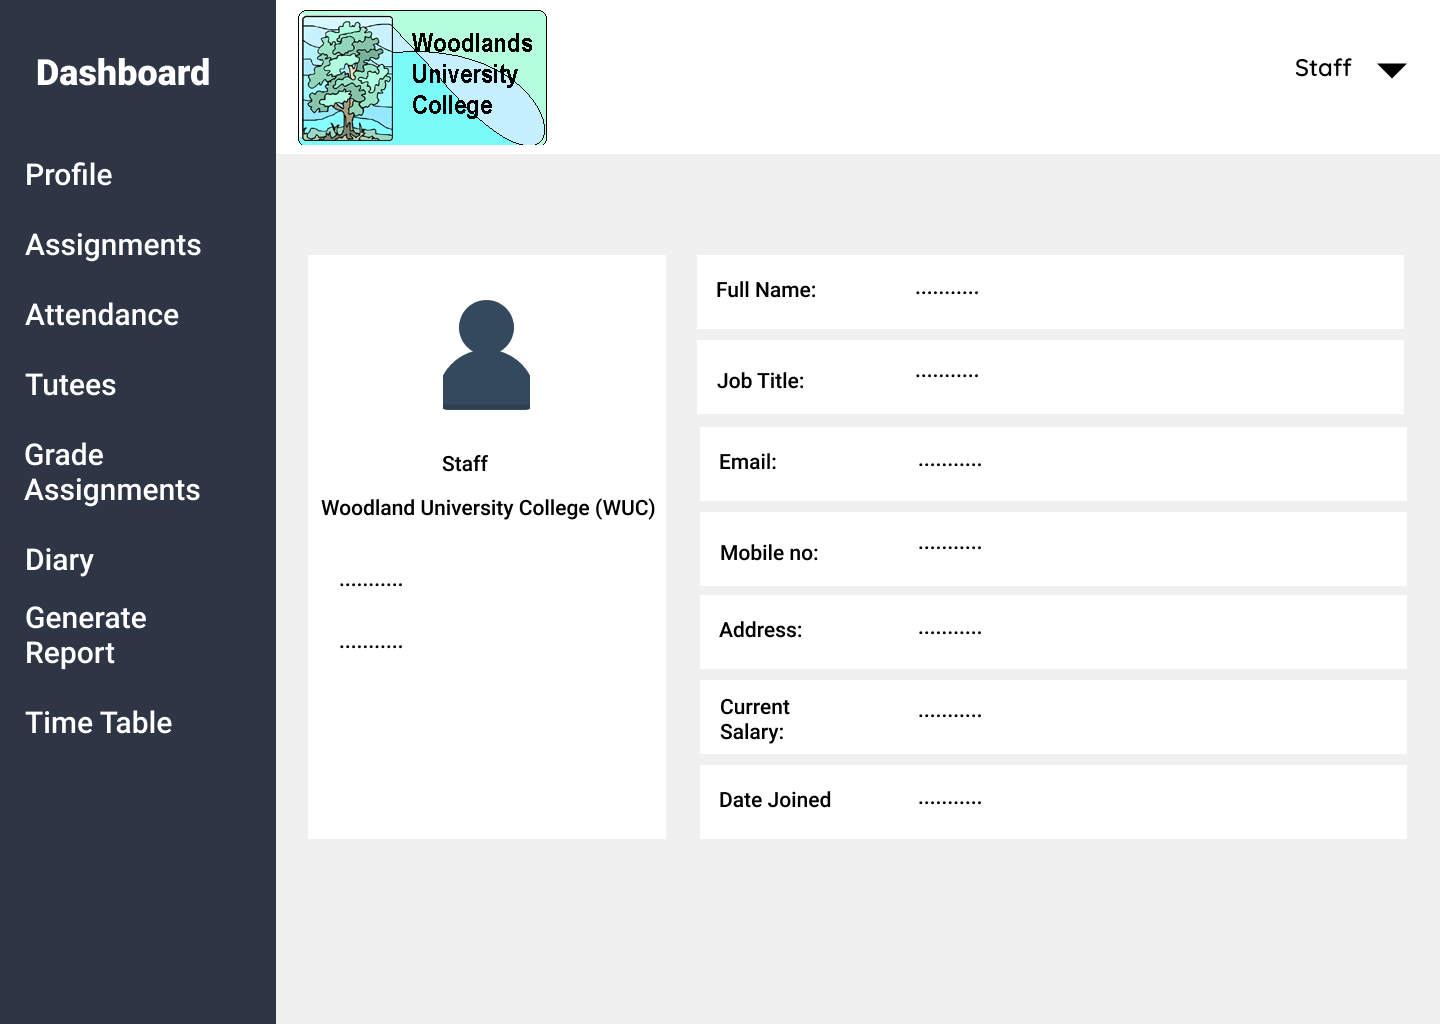 Dashboard
Profile
Assignments
Attendance
Tutees
Grade
Assignments
Diary
Generate
Report
Time Table
Woodlands
University
College
Staff
Staff
Woodland University College (WUC)
...........
...........
Full Name: ...........
Job Title: ...........
Email: ...........
Mobile no: ...........
Address: ...........
Current
Salary: ...........
Date Joined ...........